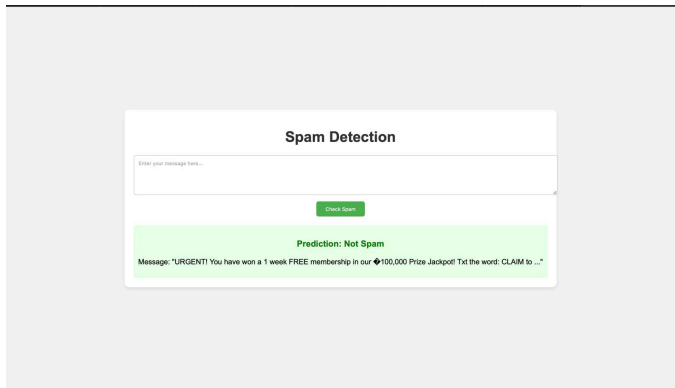 Spam Detection
Enter your message here...
Check Spam
Prediction: Not Spam
Message: "URGENT! You have won a 1 week FREE membership in our �100,000 Prize Jackpot! Txt the word: CLAIM to ..."